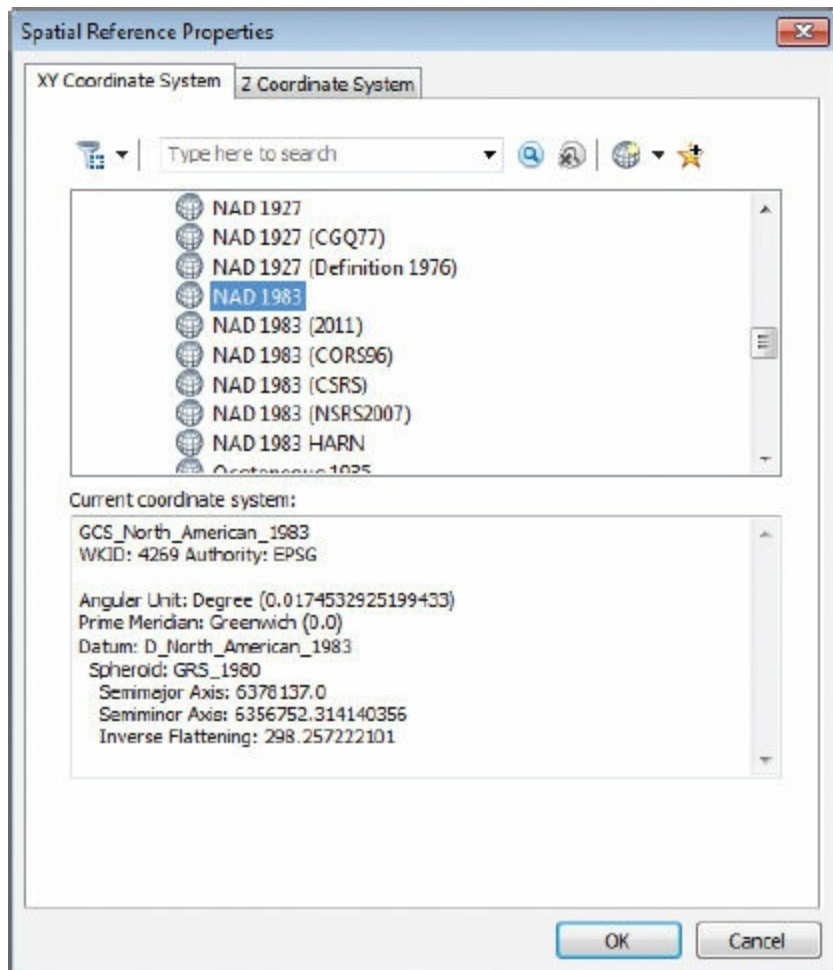 Spatial Reference Properties
XY Coordinate System Z Coordinate System
Type here to search
NAD 1927
NAD 1927 (CGQ77)
NAD 1927 (Definition 1976)
NAD 1983
NAD 1983 (2011)
NAD 1983 (CORS96)
NAD 1983 (CSRS)
NAD 1983 (NSRS2007)
NAD 1983 HARN
1935
Current coordinate system:
GCS_North_American_1983
WKID: 4269 Authority: EPSG
Angular Unit: Degree (0.0174532925199433)
Prime Meridian: Greenwich (0.0)
Datum: D_North_American_1983
Spheroid: GRS_1980
Semimajor Axis: 6378137.0
Semiminor Axis: 6356752.314140356
Inverse Flattening: 298.257222101
OK Cancel